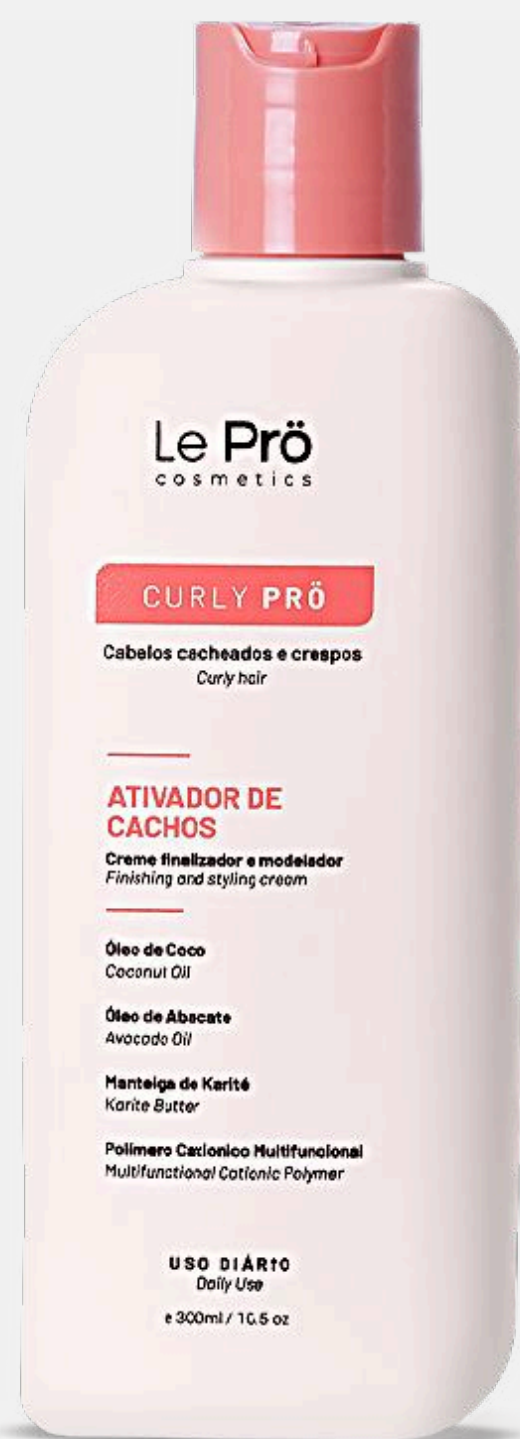 Le Prö
cosmetics
CURLY PRÖ
Cabelos cacheados e crespos
Curly hair
ATIVADOR DE
CACHOS
Creme finalizador e modelador
Finishing and styling cream
Óleo de Coco
Coconut Oil
Óleo de Abacate
Avocado Oil
Manteiga de Karité
Karite Butter
Polímero Cationico Multifuncional
Multifunctional Cationic Polymer
USO DIÁRIO
Daily Use
e 300ml / 10.5 oz